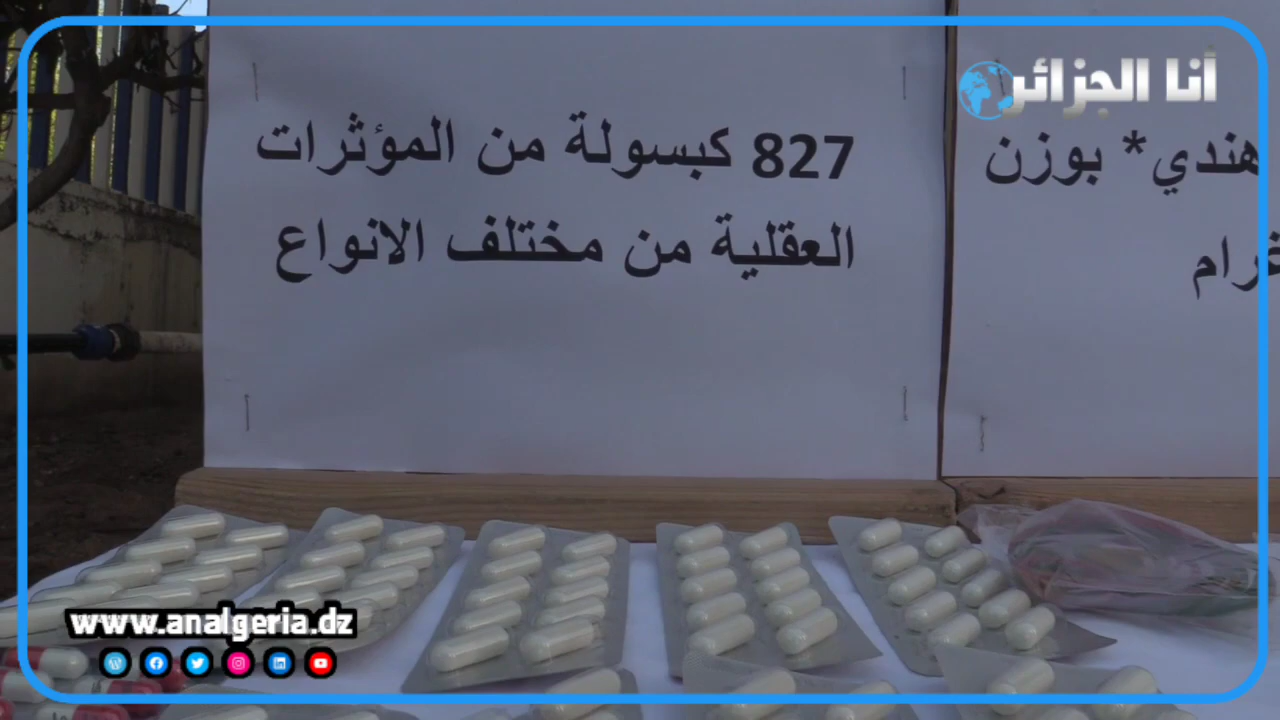 أنا الجزائر
827 كبسولة من المؤثرات
العقلية من مختلف الانواع
هندي* بوزن
غرام
www.analgeria.dz